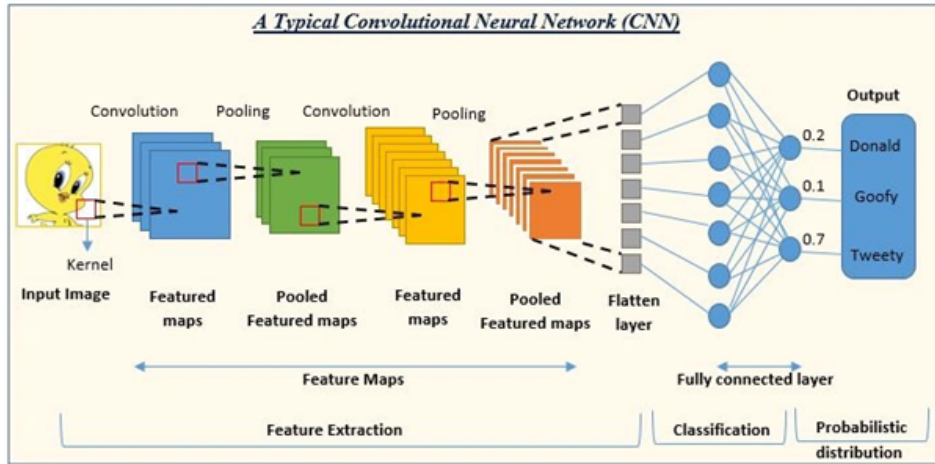 A Typical Convolutional Neural Network (CNN)
Convolution
Pooling
Convolution
Pooling
Output
0.2
Donald
0.1
Goofy
0.7
Tweety
Kernel
Input Image
Featured
maps
Pooled
Featured maps
Featured
maps
Pooled
Featured maps
Flatten
layer
Feature Maps
Fully connected layer
Feature Extraction
Classification
Probabilistic
distribution